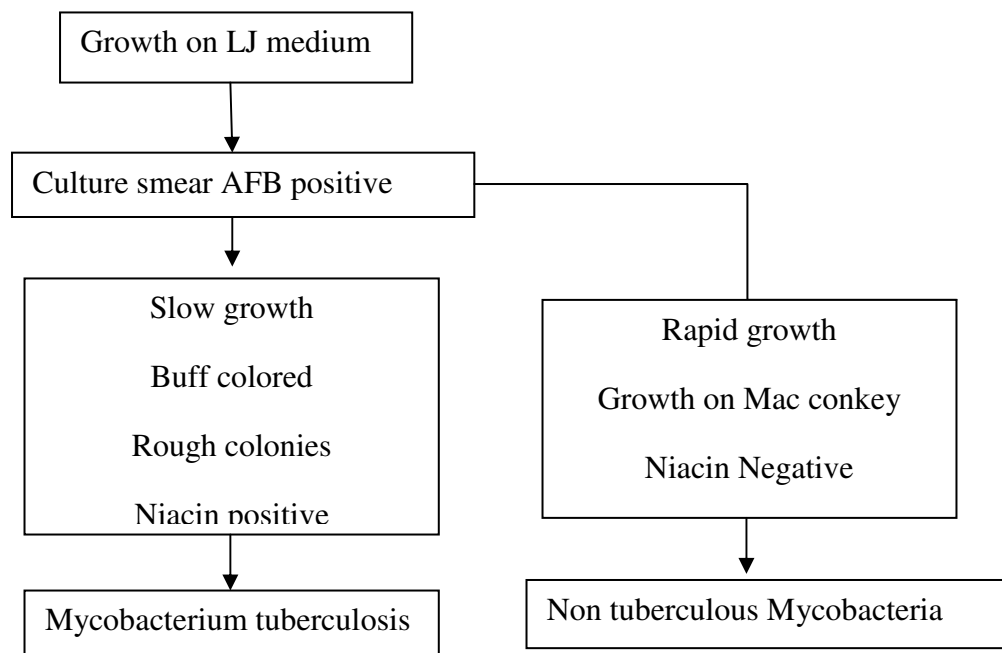 Growth on LJ medium
Culture smear AFB positive
Slow growth
Buff colored
Rough colonies
Niacin positive
Rapid growth
Growth on Mac conkey
Niacin Negative
Mycobacterium tuberculosis
Non tuberculous Mycobacteria